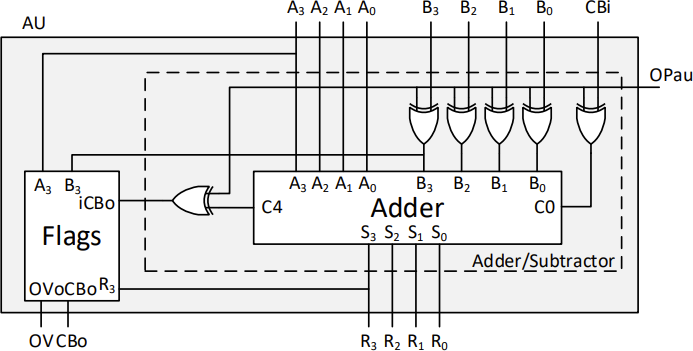 A3 A2 A1 A0 B3 B2 B1 B0 CBi
AU
OPau
A3 B3 A3 A2 A1 A0 B3 B2 B1 B0
iCBo C4 Adder C0
Flags
S3 S2 S1 S0
Adder/Subtractor
OVoCBo R3
OV CBo R3 R2 R1 R0